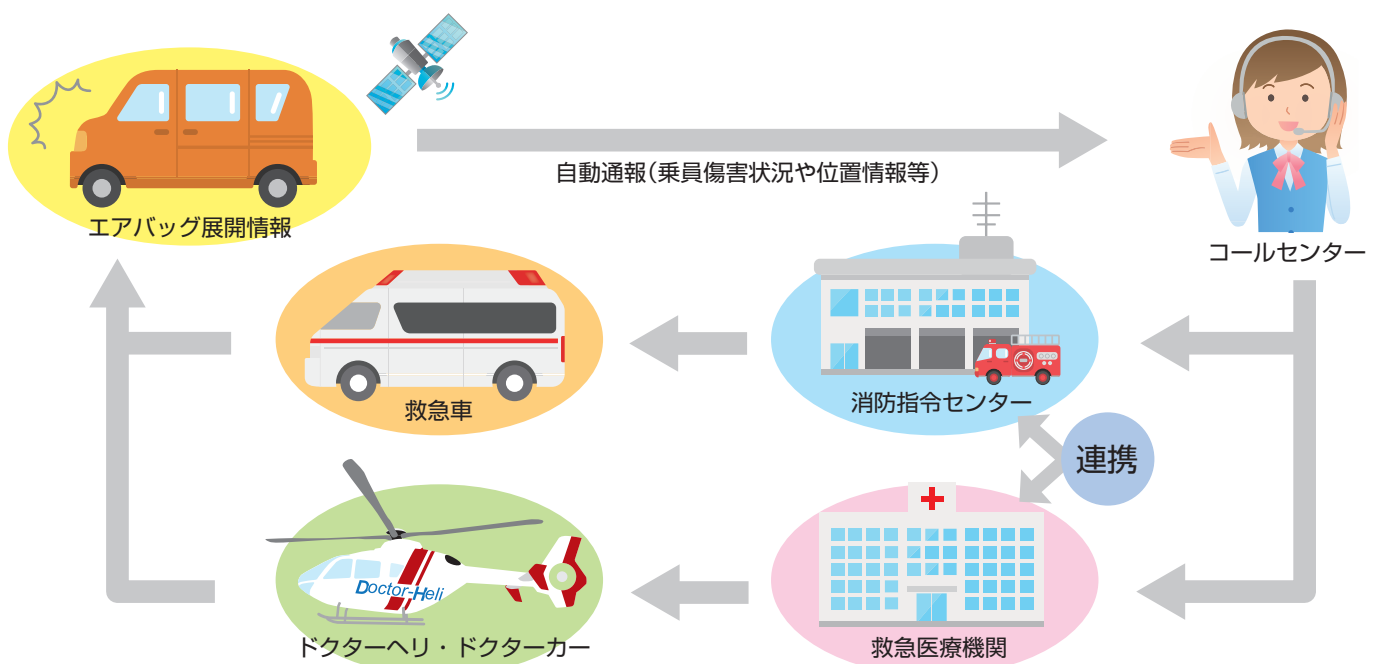 自動通報（乗員傷害状況や位置情報等）
エアバッグ展開情報
コールセンター
救急車
消防指令センター
連携
Doctor-Heli
ドクターヘリ・ドクターカー
救急医療機関